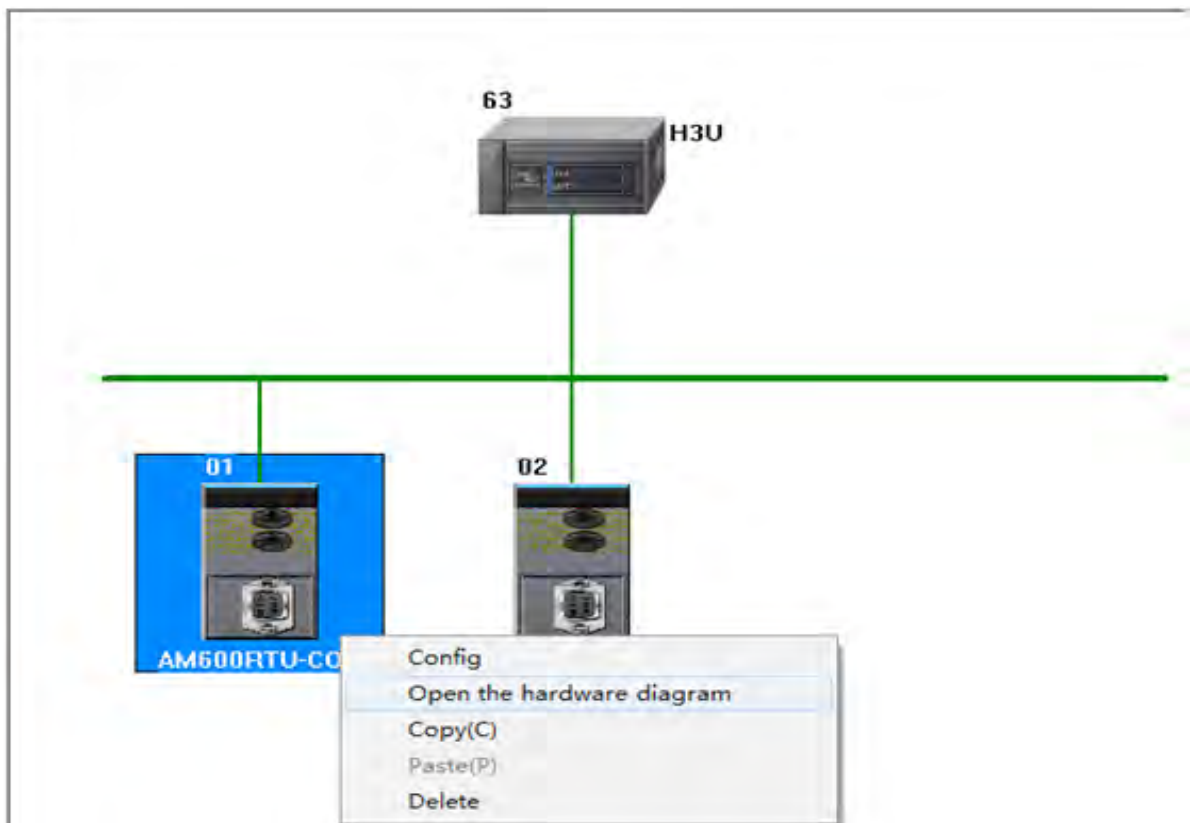 63
H3U
01
02
AM600RTU-CO
Config
Open the hardware diagram
Copy(C)
Paste(P)
Delete